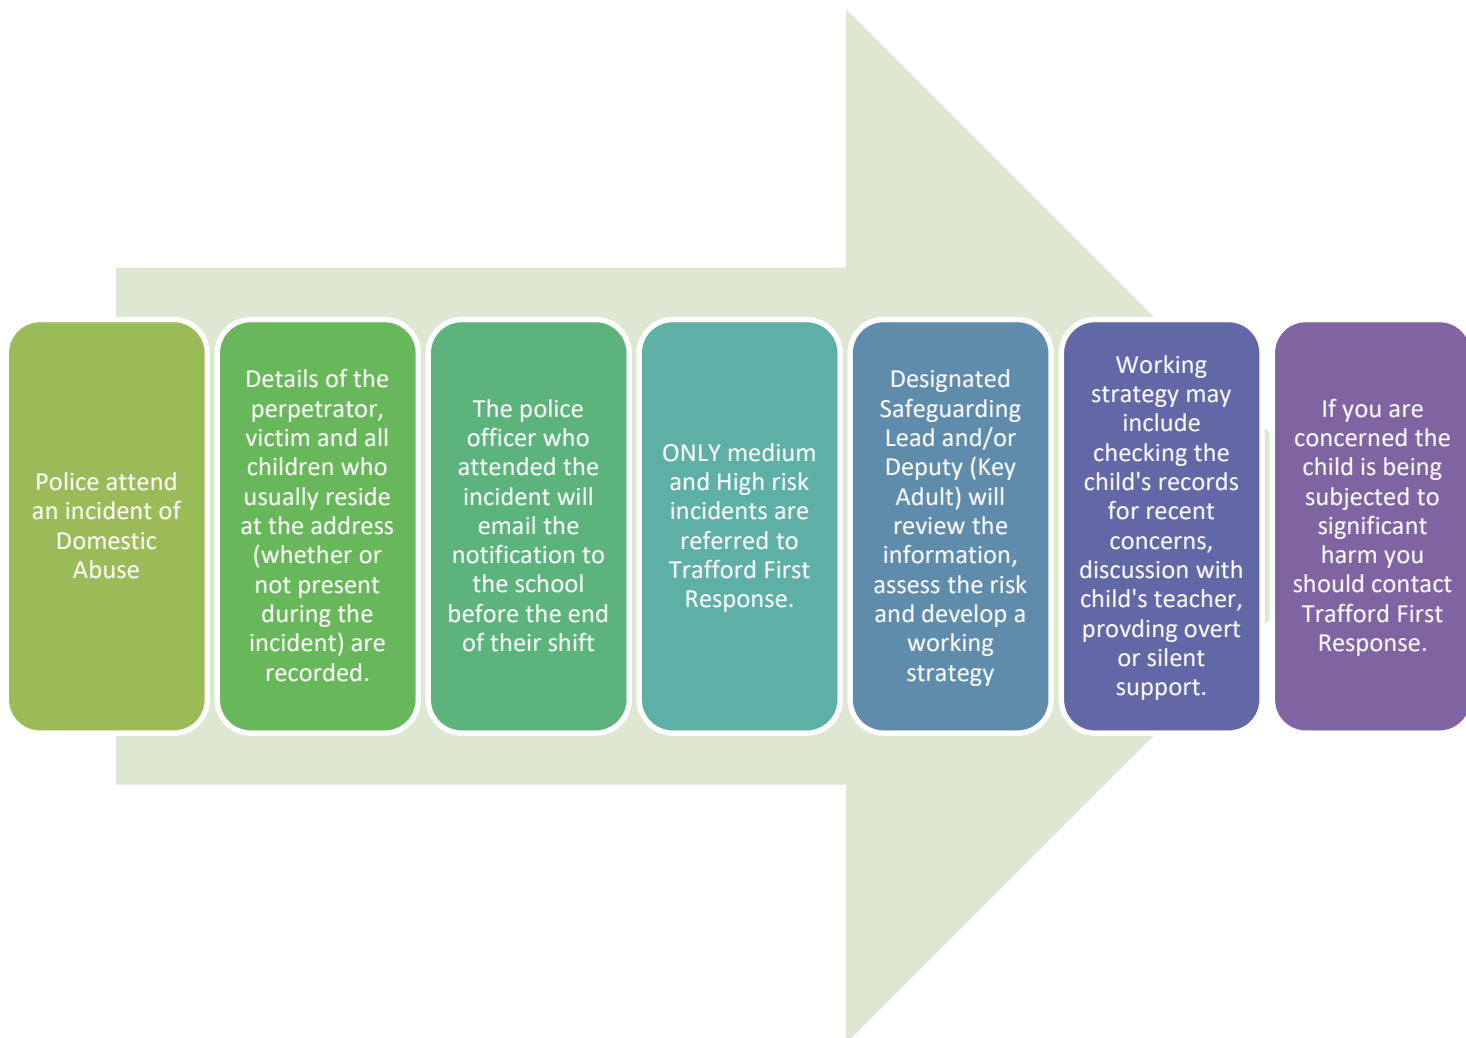 Police attend
an incident of
Domestic
Abuse
Details of the
perpetrator,
victim and all
children who
usually reside
at the address
(whether or
not present
during the
incident) are
recorded.
The police
officer who
attended the
incident will
email the
notification to
the school
before the end
of their shift
ONLY medium
and High risk
incidents are
referred to
Trafford First
Response.
Designated
Safeguarding
Lead and/or
Deputy (Key
Adult) will
review the
information,
assess the risk
and develop a
working
strategy
Working
strategy may
include
checking the
child's records
for recent
concerns,
discussion with
child's teacher,
provding overt
or silent
support.
If you are
concerned the
child is being
subjected to
significant
harm you
should contact
Trafford First
Response.